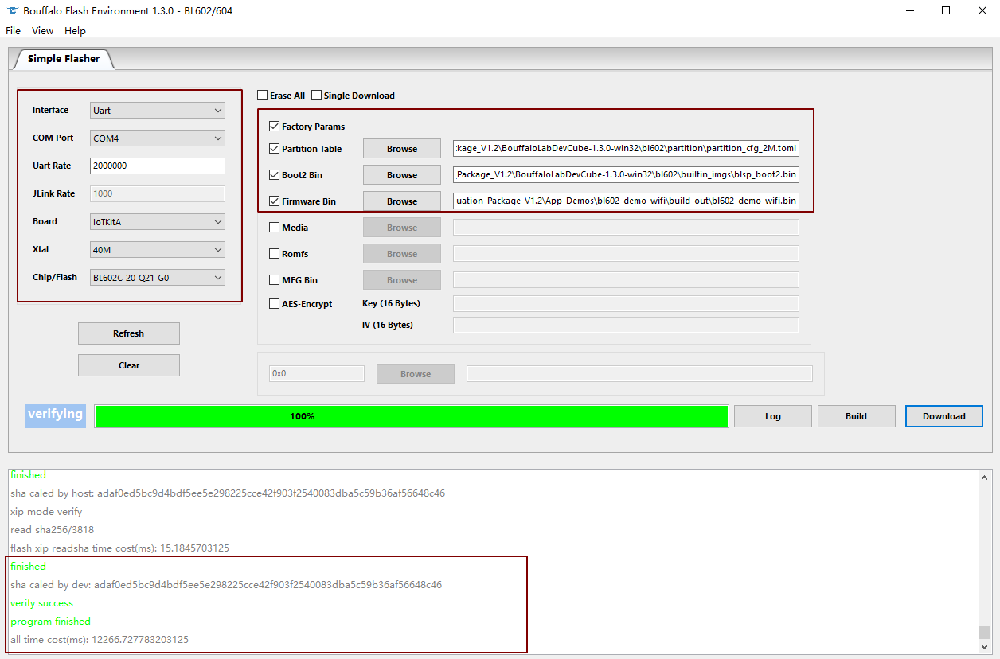 Bouffalo Flash Environment 1.3.0 - BL602/604
File View Help
Simple Flasher
Interface Uart
COM Port COM4
Uart Rate 2000000
JLink Rate 1000
Board IoTKitA
Xtal 40M
Chip/Flash BL602C-20-Q21-G0
Refresh
Clear
Erase All Single Download
Factory Params
Partition Table Browse :kage_V1.2\BouffaloLabDevCube-1.3.0-win32\bl602\partition\partition_cfg_2M.toml
Boot2 Bin Browse Package_V1.2\BouffaloLabDevCube-1.3.0-win32\bl602\builtin_imgs\blsp_boot2.bin
Firmware Bin Browse uation_Package_V1.2\App_Demos\bl602_demo_wifi\build_out\bl602_demo_wifi.bin
Media Browse
Romfs Browse
MFG Bin Browse
AES-Encrypt Key (16 Bytes)
IV (16 Bytes)
0x0 Browse
verifying 100% Log Build Download
finished
sha caled by host: adaf0ed5bc9d4bdf5ee5e298225cce42f903f2540083dba5c59b36af56648c46
xip mode verify
read sha256/3818
flash xip readsha time cost(ms): 15.1845703125
finished
sha caled by dev: adaf0ed5bc9d4bdf5ee5e298225cce42f903f2540083dba5c59b36af56648c46
verify success
program finished
all time cost(ms): 12266.727783203125